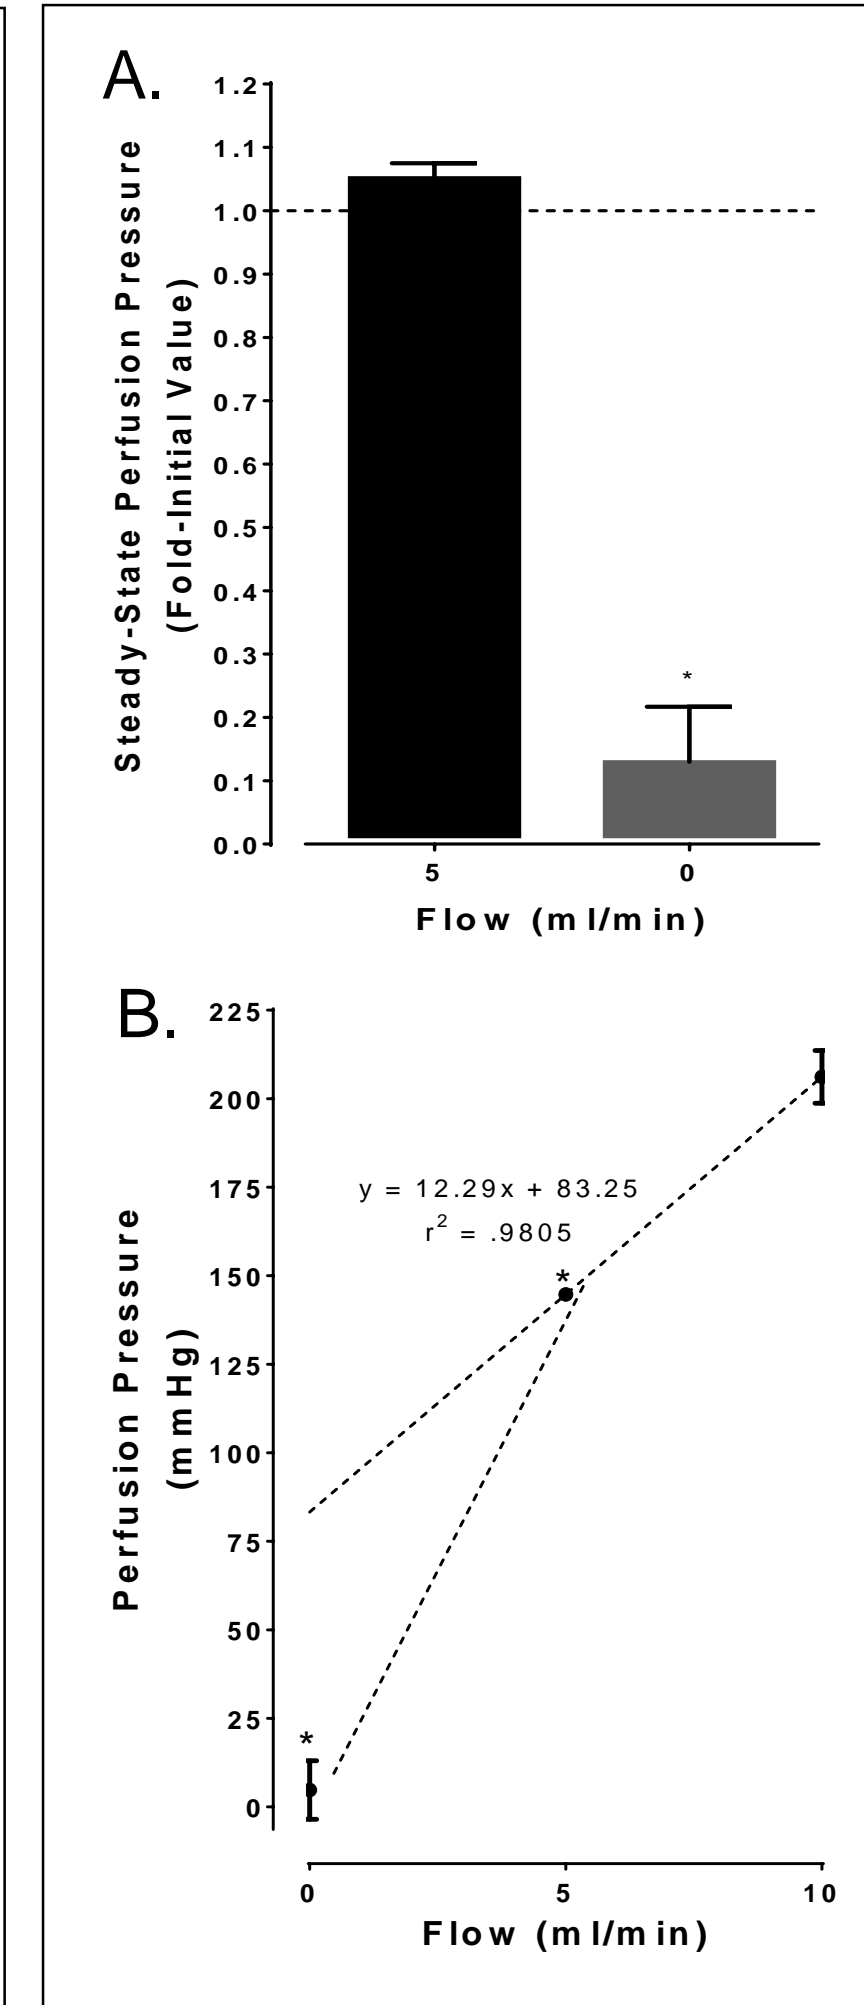 A.
Steady-State Perfusion Pressure
(Fold-Initial Value)
1.2
1.1
1.0
0.9
0.8
0.7
0.6
0.5
0.4
0.3
0.2
0.1
0.0
*
5 0
Flow (ml/min)
B.
Perfusion Pressure
(mmHg)
225
200
175
150
125
100
75
50
25
0
y = 12.29x + 83.25
r² = .9805
*
*
0 5 10
Flow (ml/min)